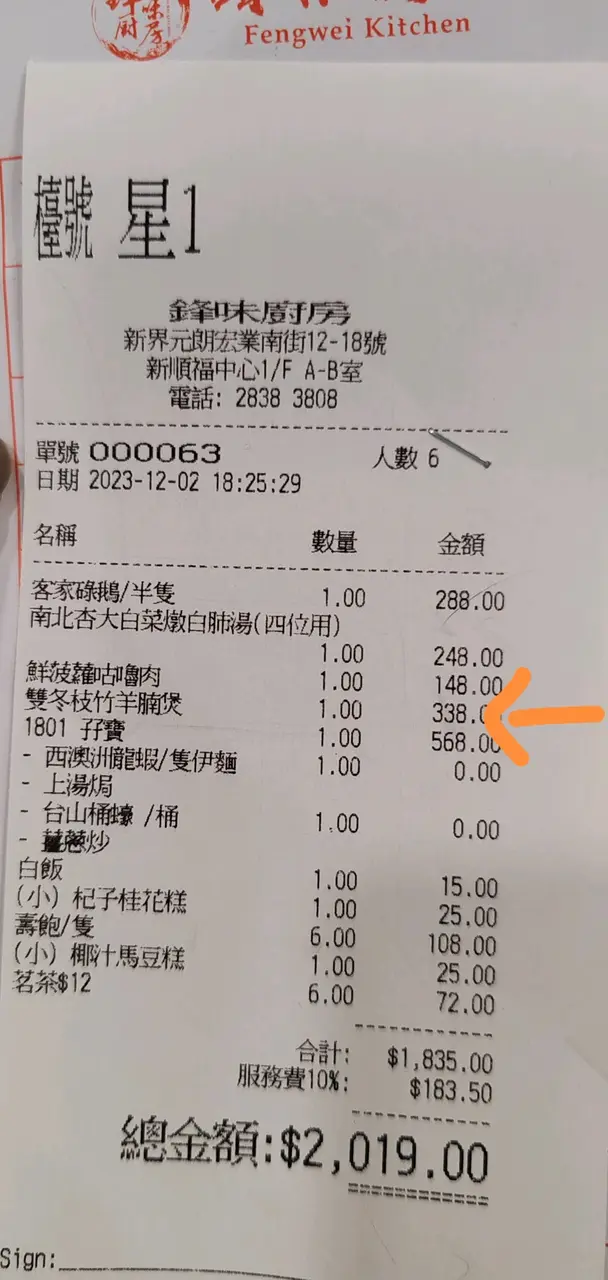 Fengwei Kitchen
檯號 星1
鋒味廚房
新界元朗宏業南街12-18號
新順福中心1/F A-B室
電話: 2838 3808
單號 000063 人數 6
日期 2023-12-02 18:25:29
名稱 數量 金額
客家碌鵝/半隻 1.00 288.00
南北杏大白菜燉白肺湯(四位用)
1.00 248.00
鮮菠蘿咕嚕肉 1.00 148.00
雙冬枝竹羊腩煲 1.00 338.00
1801 孖寶 1.00 568.00
- 西澳洲龍蝦/隻伊麵 1.00 0.00
- 上湯焗
- 台山桶蠔 /桶 1.00 0.00
- 薑蔥炒
白飯 1.00 15.00
(小) 杞子桂花糕 1.00 25.00
壽飽/隻 6.00 108.00
(小) 椰汁馬豆糕 1.00 25.00
茗茶$12 6.00 72.00
合計: $1,835.00
服務費10%: $183.50
總金額:$2,019.00
Sign: